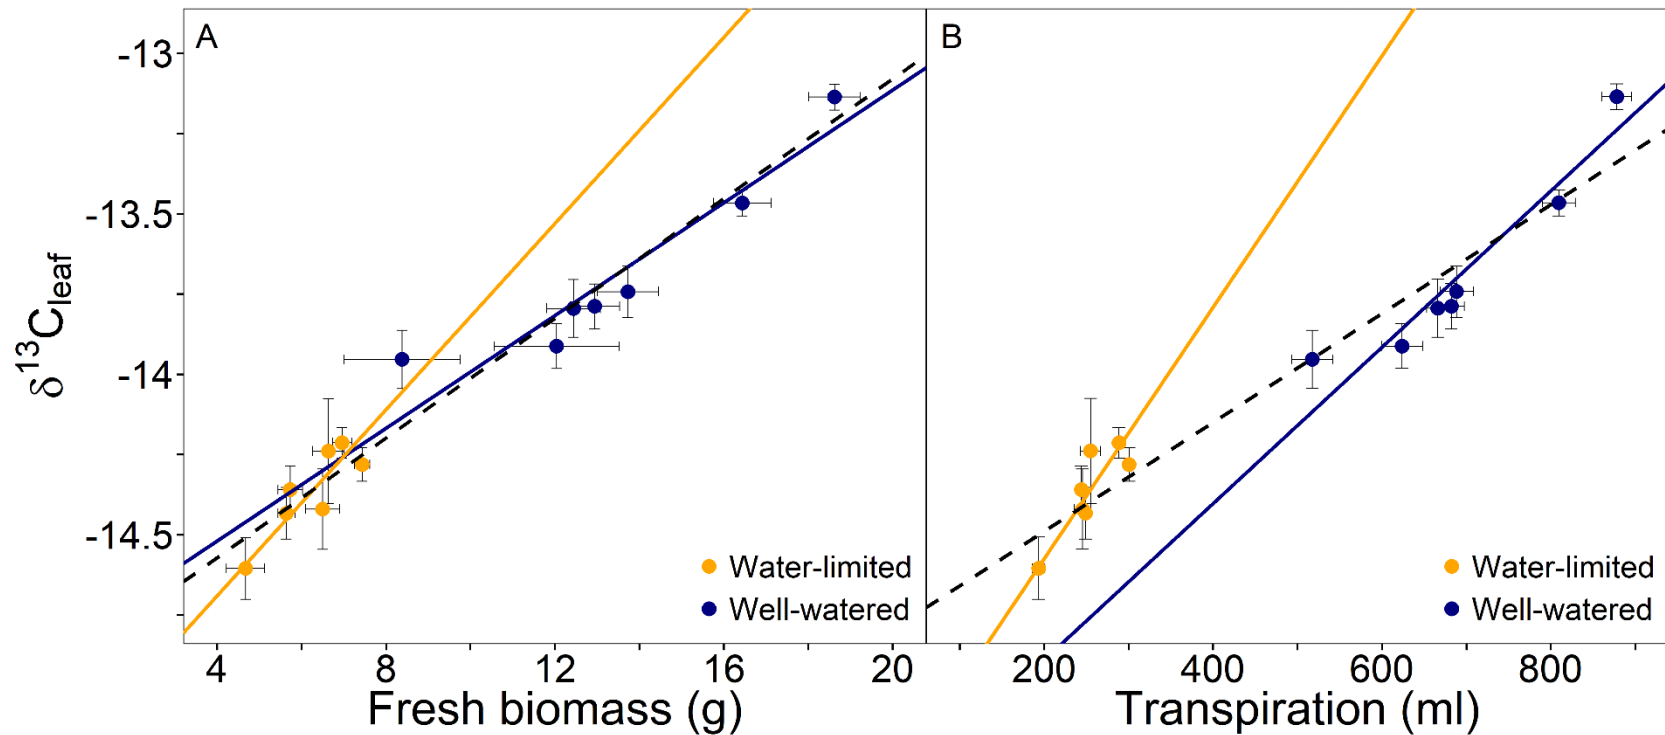 A
B
δ13Cleaf
-13
-13.5
-14
-14.5
Water-limited
Well-watered
Water-limited
Well-watered
4 8 12 16 20
200 400 600 800
Fresh biomass (g)
Transpiration (ml)